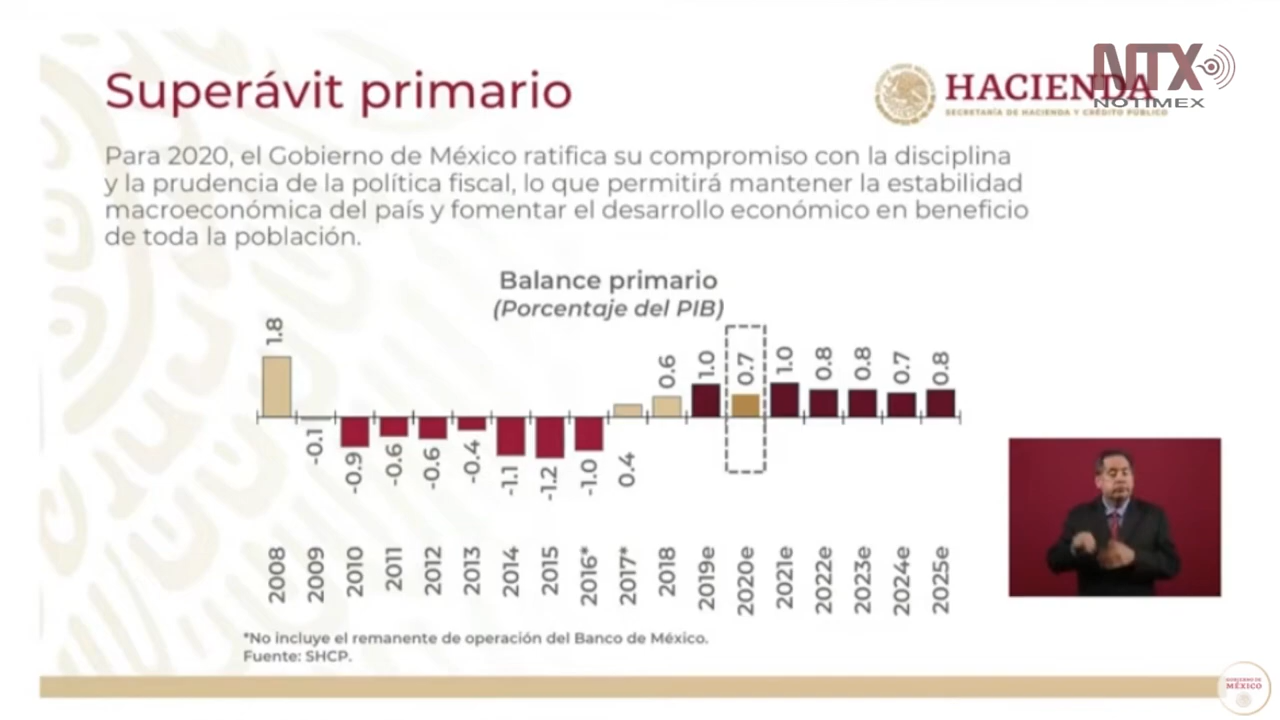 Superávit primario
HACIENDA
SECRETARÍA DE HACIENDA Y CRÉDITO PÚBLICO
NTX
NOTIMEX
Para 2020, el Gobierno de México ratifica su compromiso con la disciplina
y la prudencia de la política fiscal, lo que permitirá mantener la estabilidad
macroeconómica del país y fomentar el desarrollo económico en beneficio
de toda la población.
Balance primario
(Porcentaje del PIB)
1.8
-0.1
-0.9
-0.6
-0.6
-0.4
-1.1
-1.2
-1.0
0.4
0.6
1.0
0.7
1.0
0.8
0.8
0.7
0.8
2008
2009
2010
2011
2012
2013
2014
2015
2016*
2017*
2018
2019e
2020e
2021e
2022e
2023e
2024e
2025e
*No incluye el remanente de operación del Banco de México.
Fuente: SHCP.
GOBIERNO DE
MÉXICO